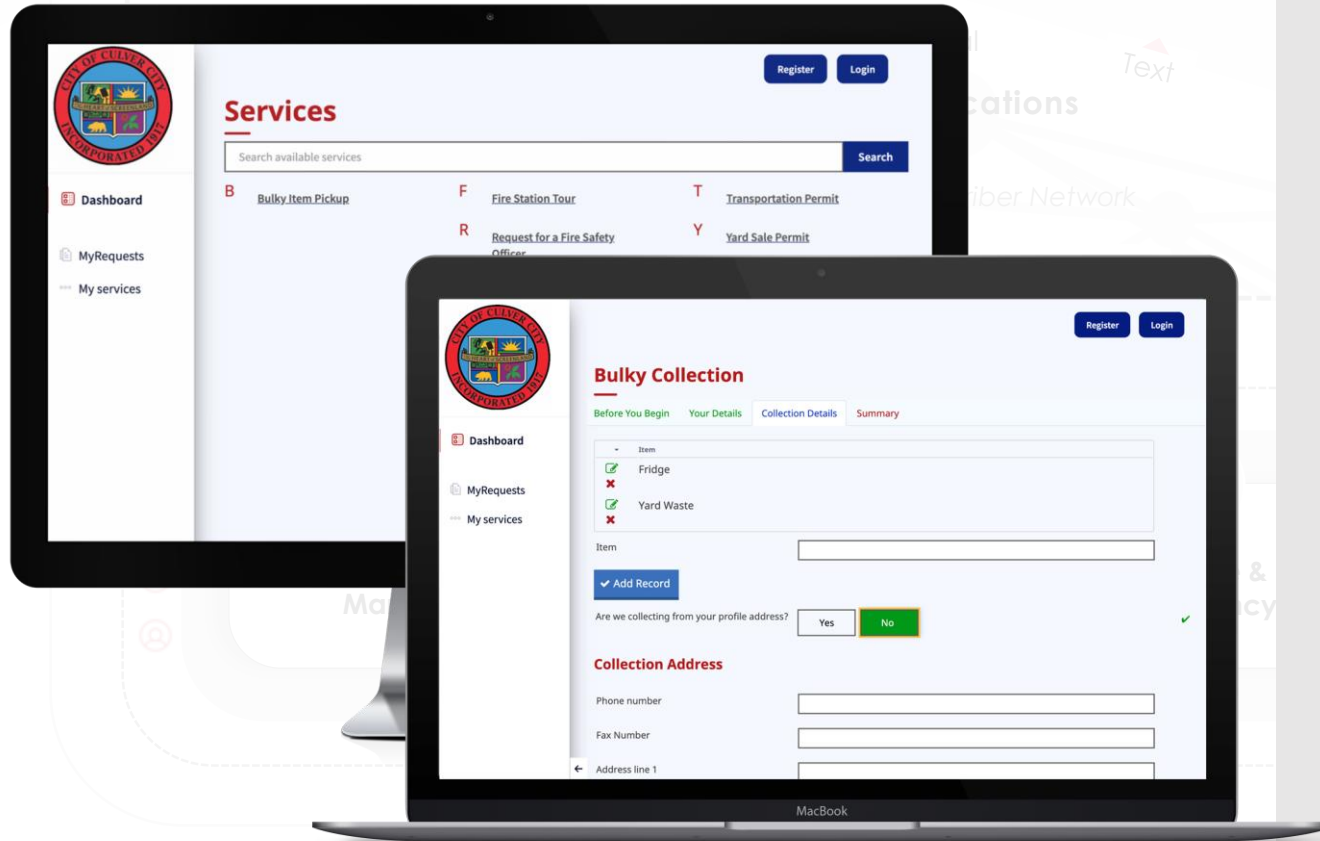 CITY OF CULVER CITY
INCORPORATED 1917
Register
Login
Services
Search available services
Search
Dashboard
MyRequests
My services
B
Bulky Item Pickup
F
Fire Station Tour
R
Request for a Fire Safety
Officer
T
Transportation Permit
Y
Yard Sale Permit
Text
cations
Network
CITY OF CULVER CITY
INCORPORATED 1917
Register
Login
Dashboard
MyRequests
My services
Bulky Collection
Before You Begin
Your Details
Collection Details
Summary
Item
Fridge
Yard Waste
Item
Add Record
Are we collecting from your profile address?
Yes
No
Collection Address
Phone number
Fax Number
Address line 1
MacBook
Ma
&
cy